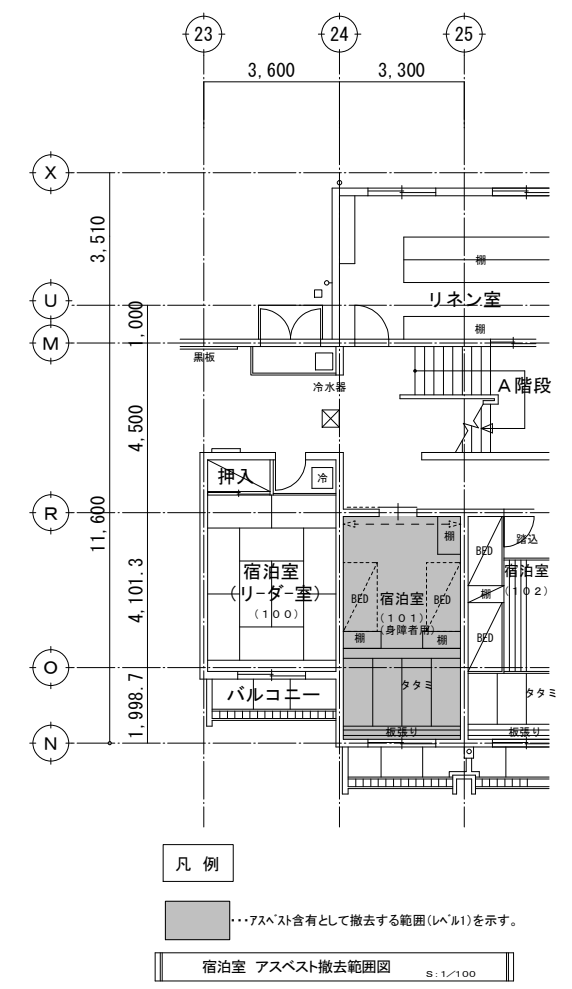 23
24
25
3,600
3,300
X
3,510
棚
U
リネン室
1,000
棚
M
黒板
冷水器
A階段
4,500
押入
冷
R
11,600
棚
BED
踏込
宿泊室
(リーダー室)
(100)
4,101.3
BED
宿泊室
(101)
(身障者用)
BED
棚
棚
宿泊室
(102)
棚
BED
O
バルコニー
タタミ
タタミ
1,998.7
板張り
板張り
N
凡 例
・・・アスベスト含有として撤去する範囲(レベル1)を示す。
宿泊室 アスベスト撤去範囲図
S:1/100